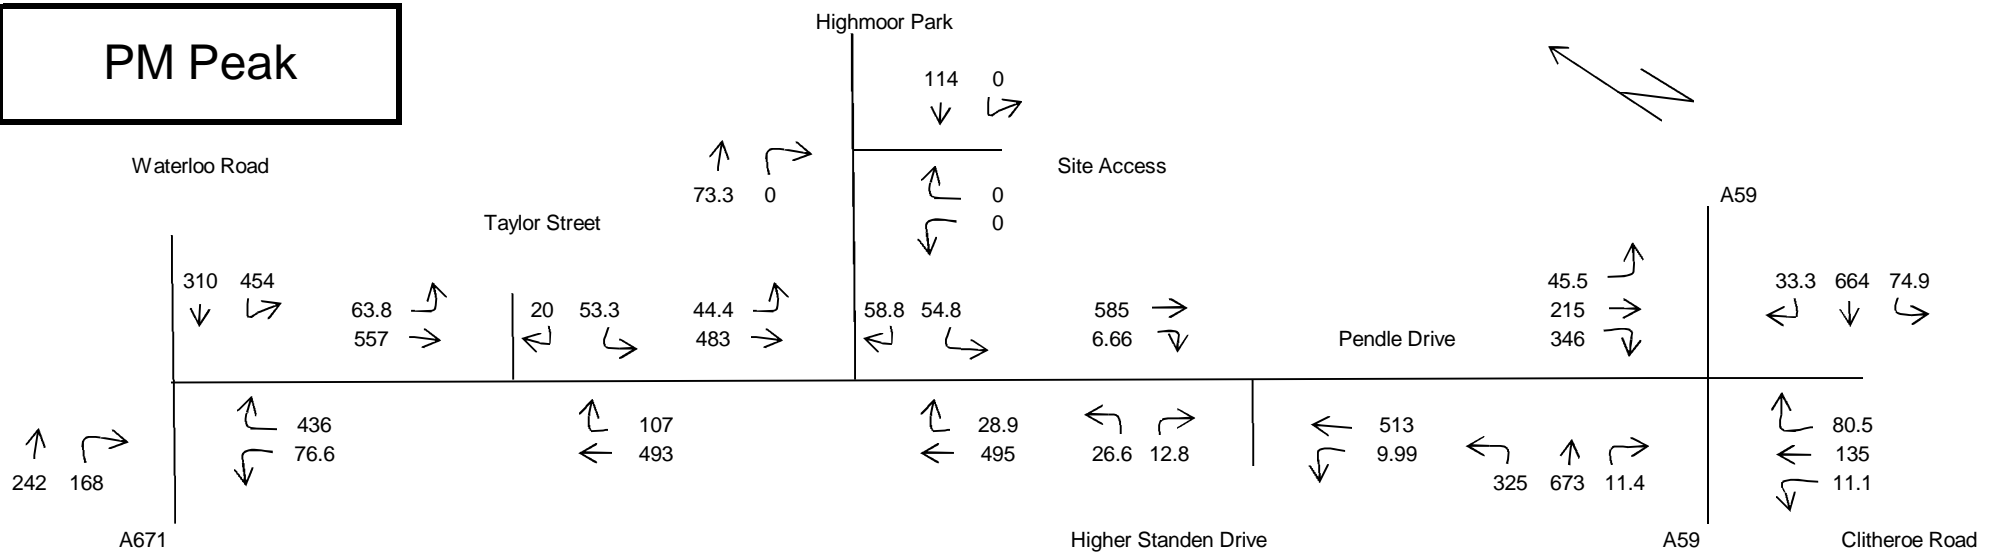 Highmoor Park
PM Peak
114 0
Waterloo Road
Site Access
73.3 0
0
A59
Taylor Street
0
310 454
63.8
20 53.3
44.4
58.8 54.8
585
45.5
33.3 664 74.9
557
483
6.66
Pendle Drive
215
346
436
107
28.9
513
80.5
76.6
493
495
26.6 12.8
9.99
135
242 168
325 673 11.4
11.1
A671
Higher Standen Drive
A59
Clitheroe Road